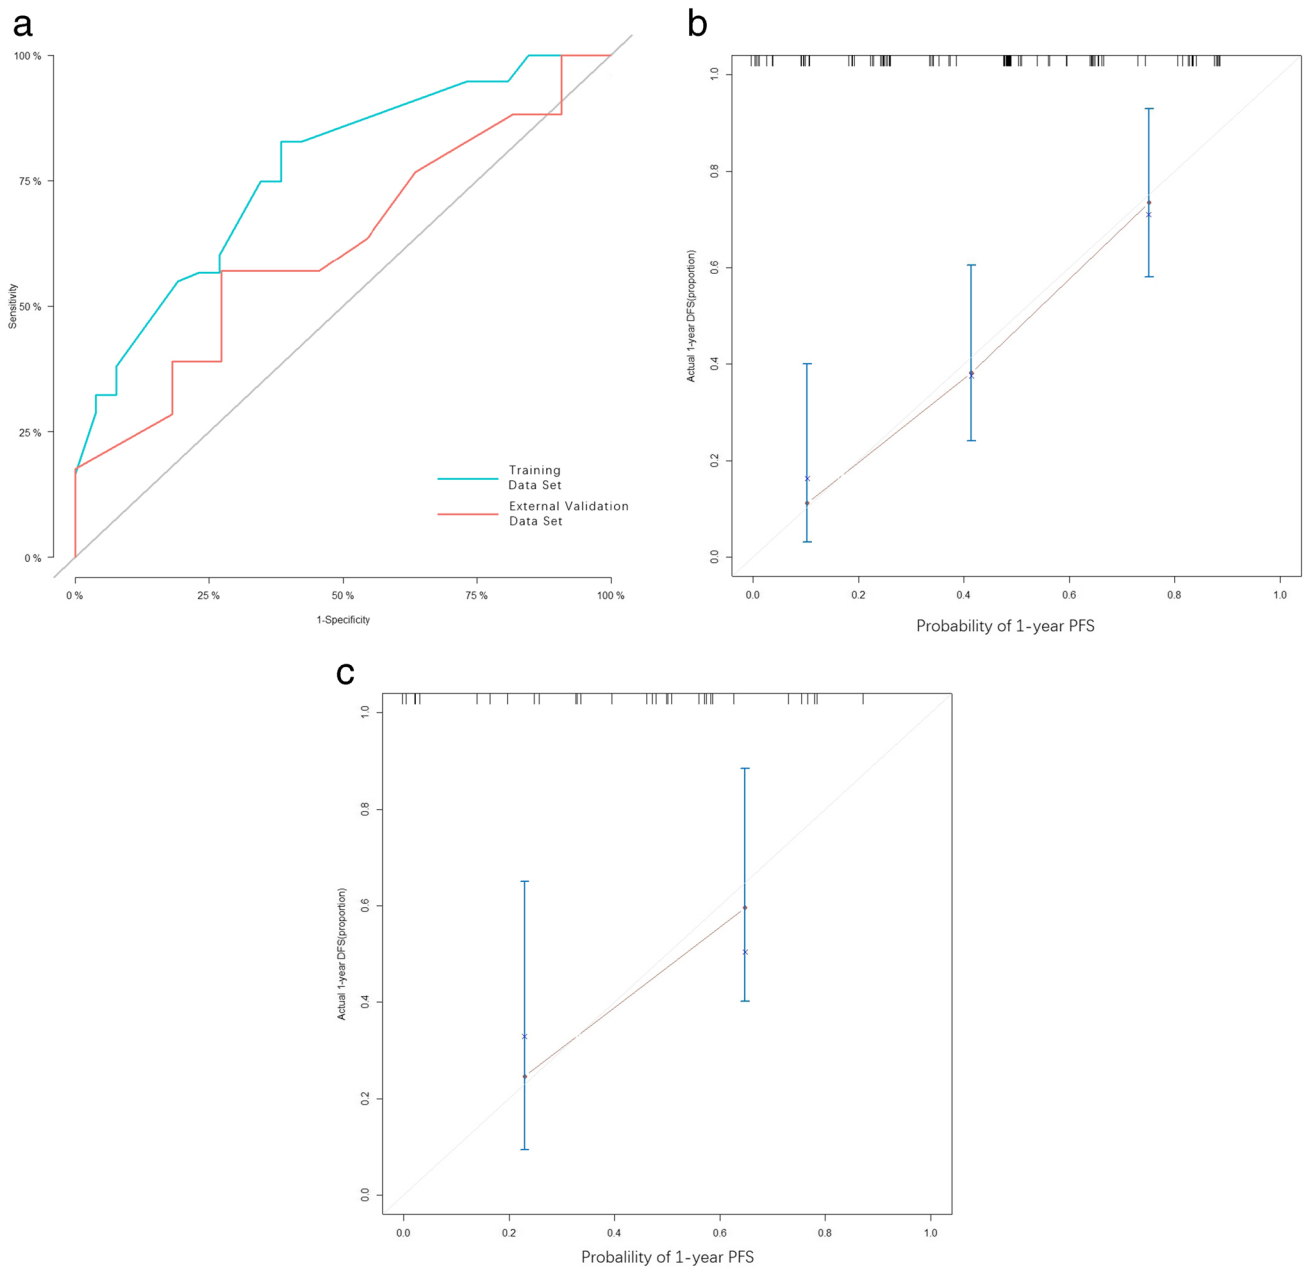 a
100 %
75 %
50 %
25 %
0 %
Sensitivity
Training
Data Set
External Validation
Data Set
0 %
25 %
50 %
75 %
100 %
1-Specificity
b
1.0
0.8
0.6
0.4
0.2
0.0
Actual 1-year DFS(proportion)
0.0
0.2
0.4
0.6
0.8
1.0
Probability of 1-year PFS
c
1.0
0.8
0.6
0.4
0.2
0.0
Actual 1-year DFS(proportion)
0.0
0.2
0.4
0.6
0.8
1.0
Probalility of 1-year PFS